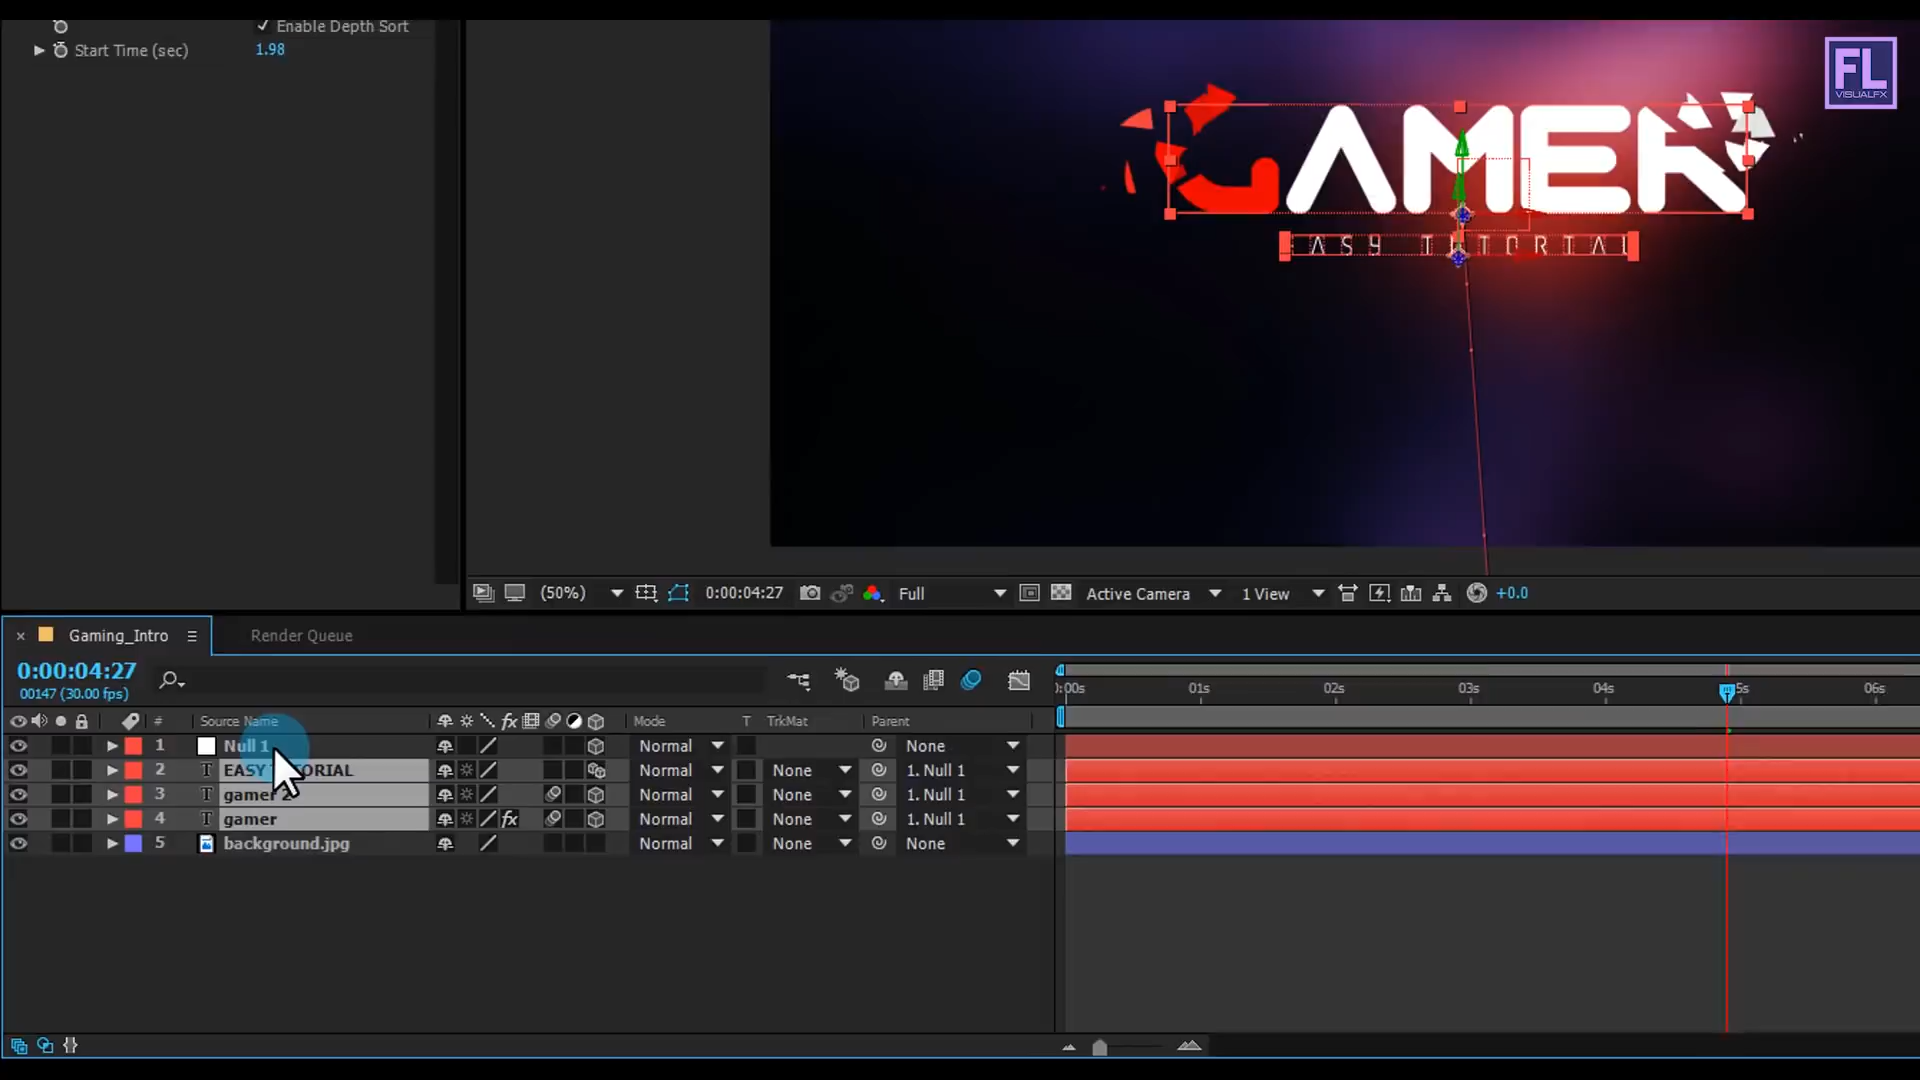 Enable Depth Sort
Start Time (sec) 1.98
FL
VISUALFX
GAMER
EASY TUTORIAL
(50%) 0:00:04:27 Full Active Camera 1 View +0.0
Gaming_Intro Render Queue
0:00:04:27
00147 (30.00 fps)
):00s 01s 02s 03s 04s 5s 06s
# Source Name fx Mode T TrkMat Parent
1 Null 1 Normal None
2 T EASY TUTORIAL Normal None 1. Null 1
3 T gamer 2 Normal None 1. Null 1
4 T gamer fx Normal None 1. Null 1
5 background.jpg Normal None None